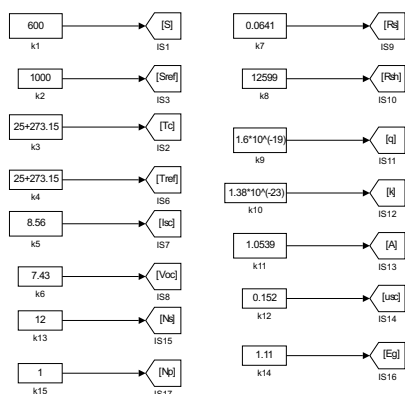 600
[S]
k1
IS1
1000
[Sref]
k2
IS3
25+273.15
[Tc]
k3
IS2
25+273.15
[Tref]
k4
IS6
8.56
[Isc]
k5
IS7
7.43
[Voc]
k6
IS8
12
[Ns]
k13
IS15
1
[Np]
k15
IS17
0.0641
[Rs]
k7
IS9
12599
[Rsh]
k8
IS10
1.6*10^(-19)
[q]
k9
IS11
1.38*10^(-23)
[k]
k10
IS12
1.0539
[A]
k11
IS13
0.152
[usc]
k12
IS14
1.11
[Eg]
k14
IS16